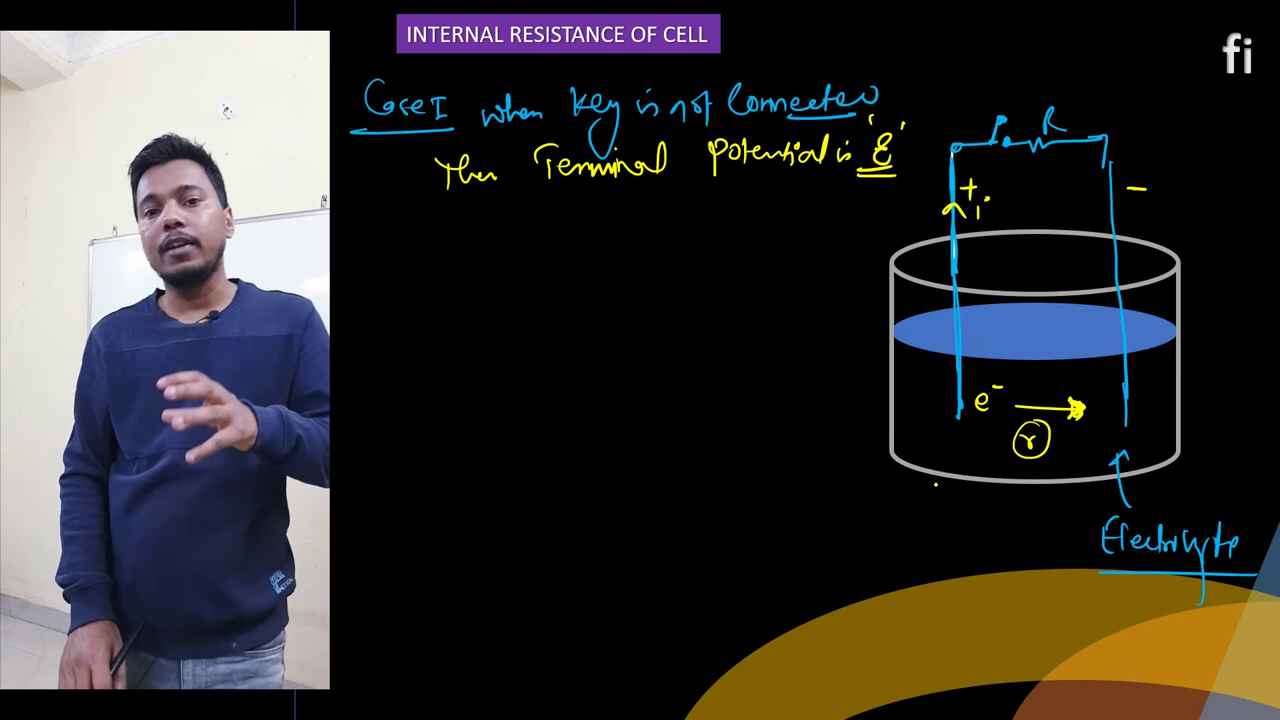 INTERNAL RESISTANCE OF CELL
fi
Case I when key is not Connected
then Terminal potential is 'ε'
R
+
i
-
e⁻
r
Electrolyte